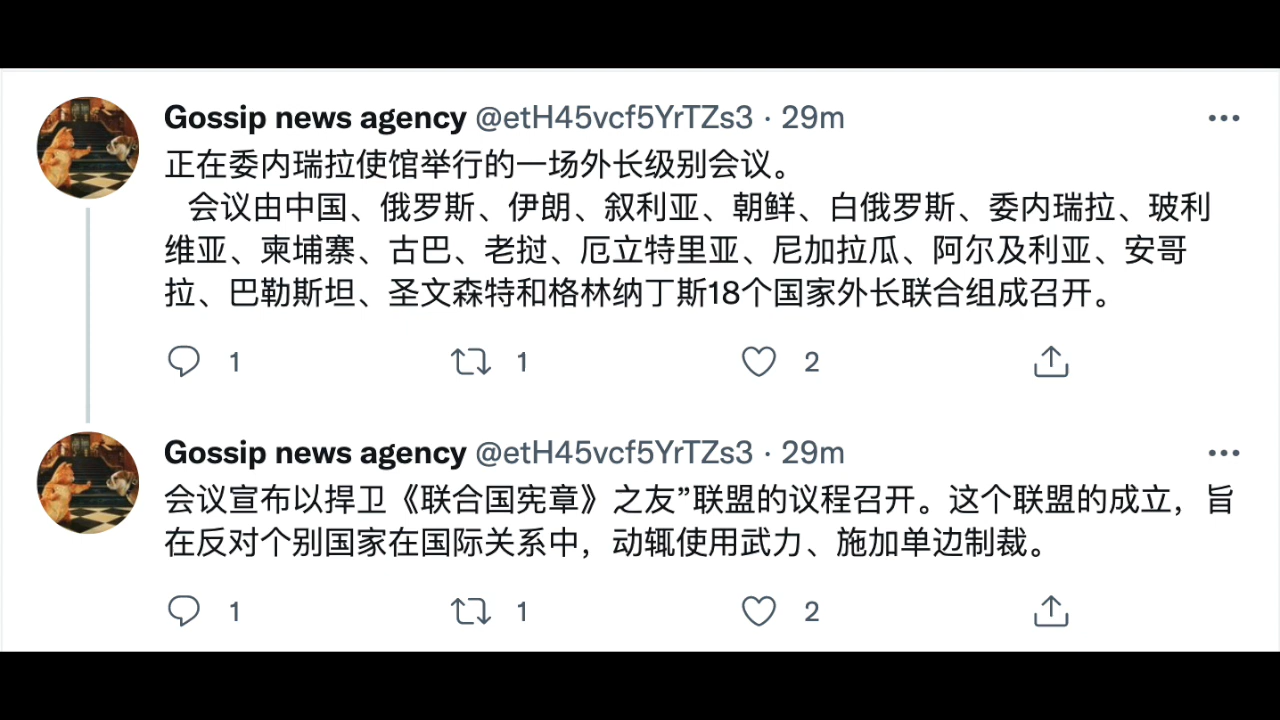 Gossip news agency @etH45vcf5YrTZs3 · 29m
正在委内瑞拉使馆举行的一场外长级别会议。
会议由中国、俄罗斯、伊朗、叙利亚、朝鲜、白俄罗斯、委内瑞拉、玻利
维亚、柬埔寨、古巴、老挝、厄立特里亚、尼加拉瓜、阿尔及利亚、安哥
拉、巴勒斯坦、圣文森特和格林纳丁斯18个国家外长联合组成召开。
1 1 2
Gossip news agency @etH45vcf5YrTZs3 · 29m
会议宣布以捍卫《联合国宪章》之友”联盟的议程召开。这个联盟的成立，旨
在反对个别国家在国际关系中，动辄使用武力、施加单边制裁。
1 1 2